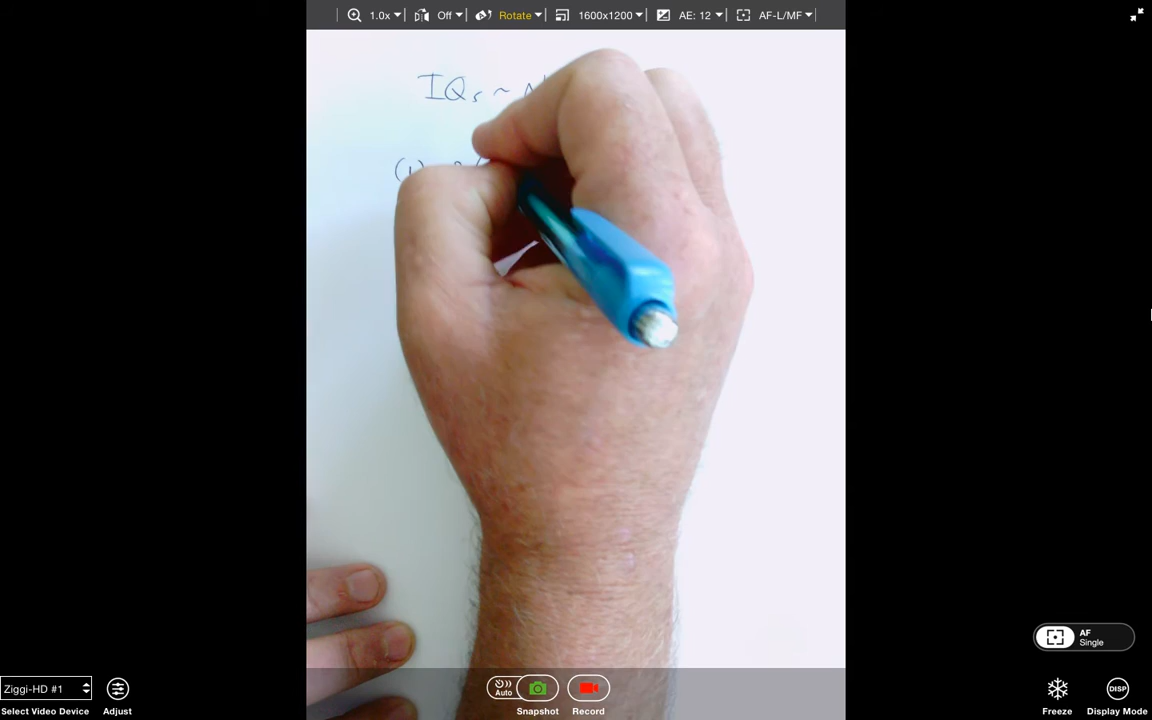 1.0x Off Rotate 1600x1200 AE: 12 AF-L/MF
IQs ~ N
(1)
AF
Single
Ziggi-HD #1
Auto
DISP
Select Video Device Adjust Snapshot Record Freeze Display Mode